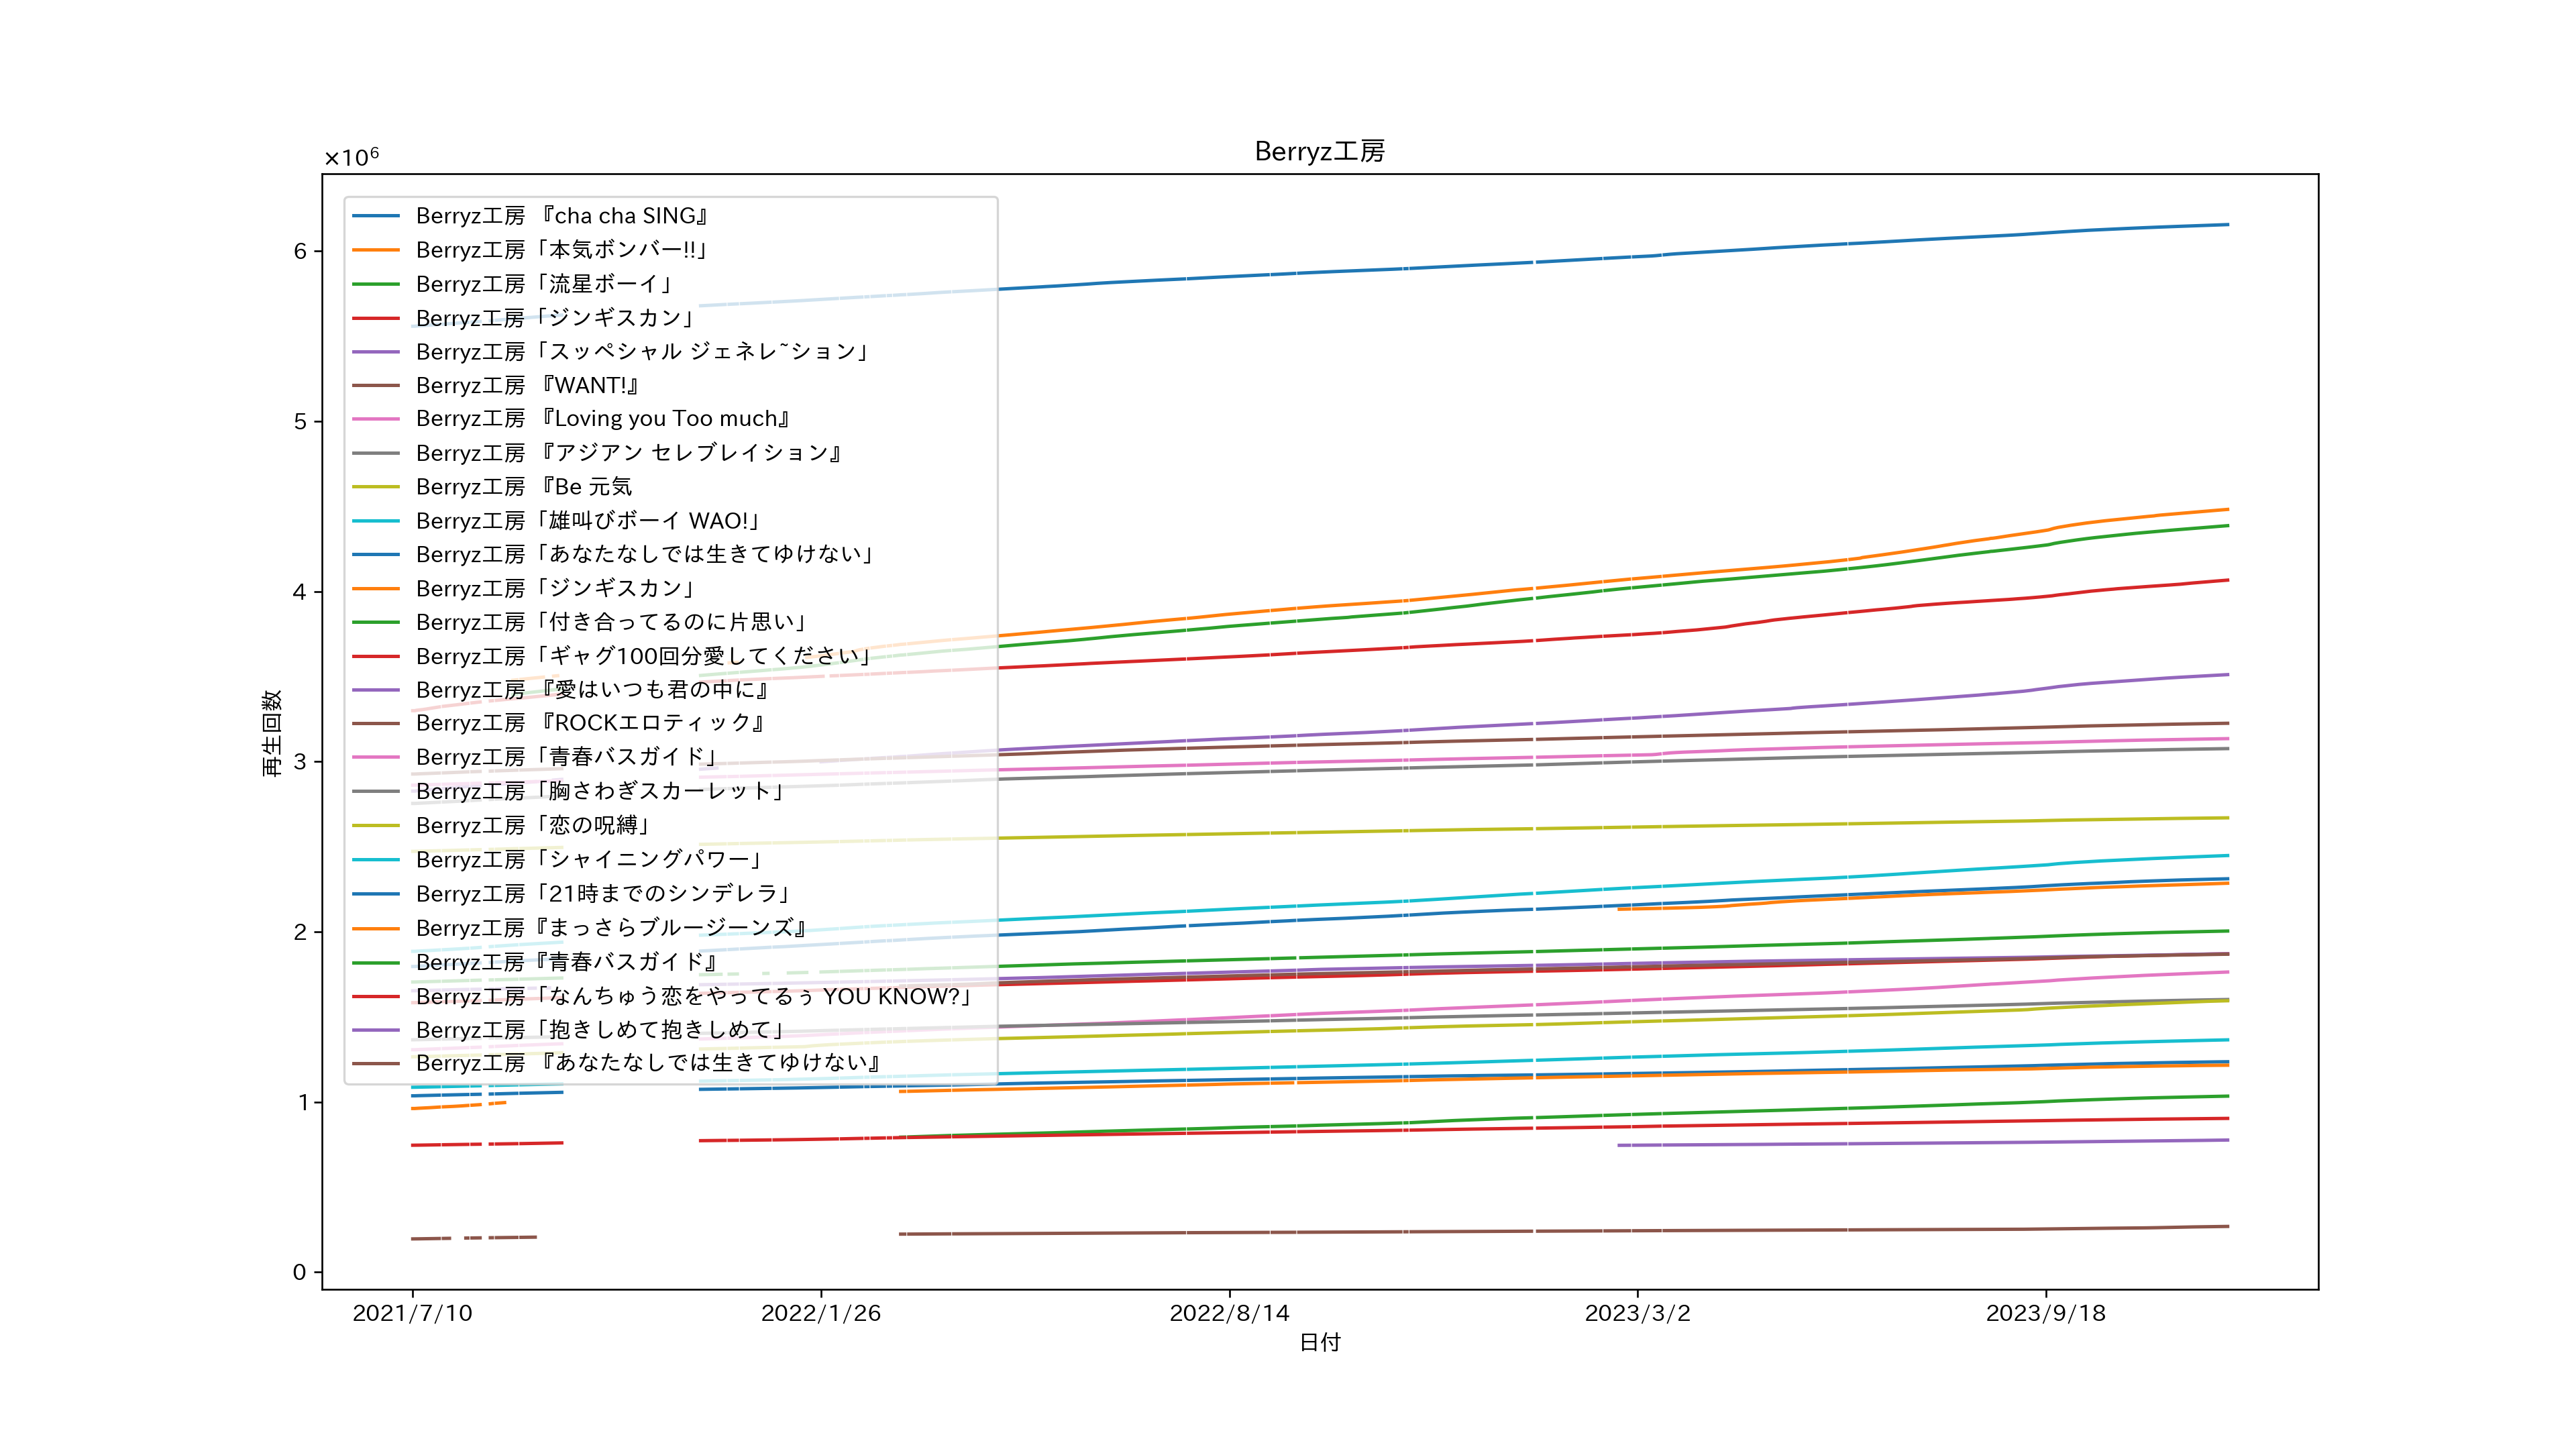 Berryz工房
×10⁶
Berryz工房 『cha cha SING』
Berryz工房「本気ボンバー!!」
Berryz工房「流星ボーイ」
Berryz工房「ジンギスカン」
Berryz工房「スッペシャル ジェネレ~ション」
Berryz工房 『WANT!』
Berryz工房 『Loving you Too much』
Berryz工房 『アジアン セレブレイション』
Berryz工房 『Be 元気
Berryz工房「雄叫びボーイ WAO!」
Berryz工房「あなたなしでは生きてゆけない」
Berryz工房「ジンギスカン」
Berryz工房「付き合ってるのに片思い」
Berryz工房「ギャグ100回分愛してください」
Berryz工房 『愛はいつも君の中に』
Berryz工房 『ROCKエロティック』
Berryz工房「青春バスガイド」
Berryz工房「胸さわぎスカーレット」
Berryz工房「恋の呪縛」
Berryz工房「シャイニングパワー」
Berryz工房「21時までのシンデレラ」
Berryz工房『まっさらブルージーンズ』
Berryz工房『青春バスガイド』
Berryz工房「なんちゅう恋をやってるぅ YOU KNOW?」
Berryz工房「抱きしめて抱きしめて」
Berryz工房 『あなたなしでは生きてゆけない』
6
5
4
3
2
1
0
再生回数
2021/7/10
2022/1/26
2022/8/14
2023/3/2
2023/9/18
日付